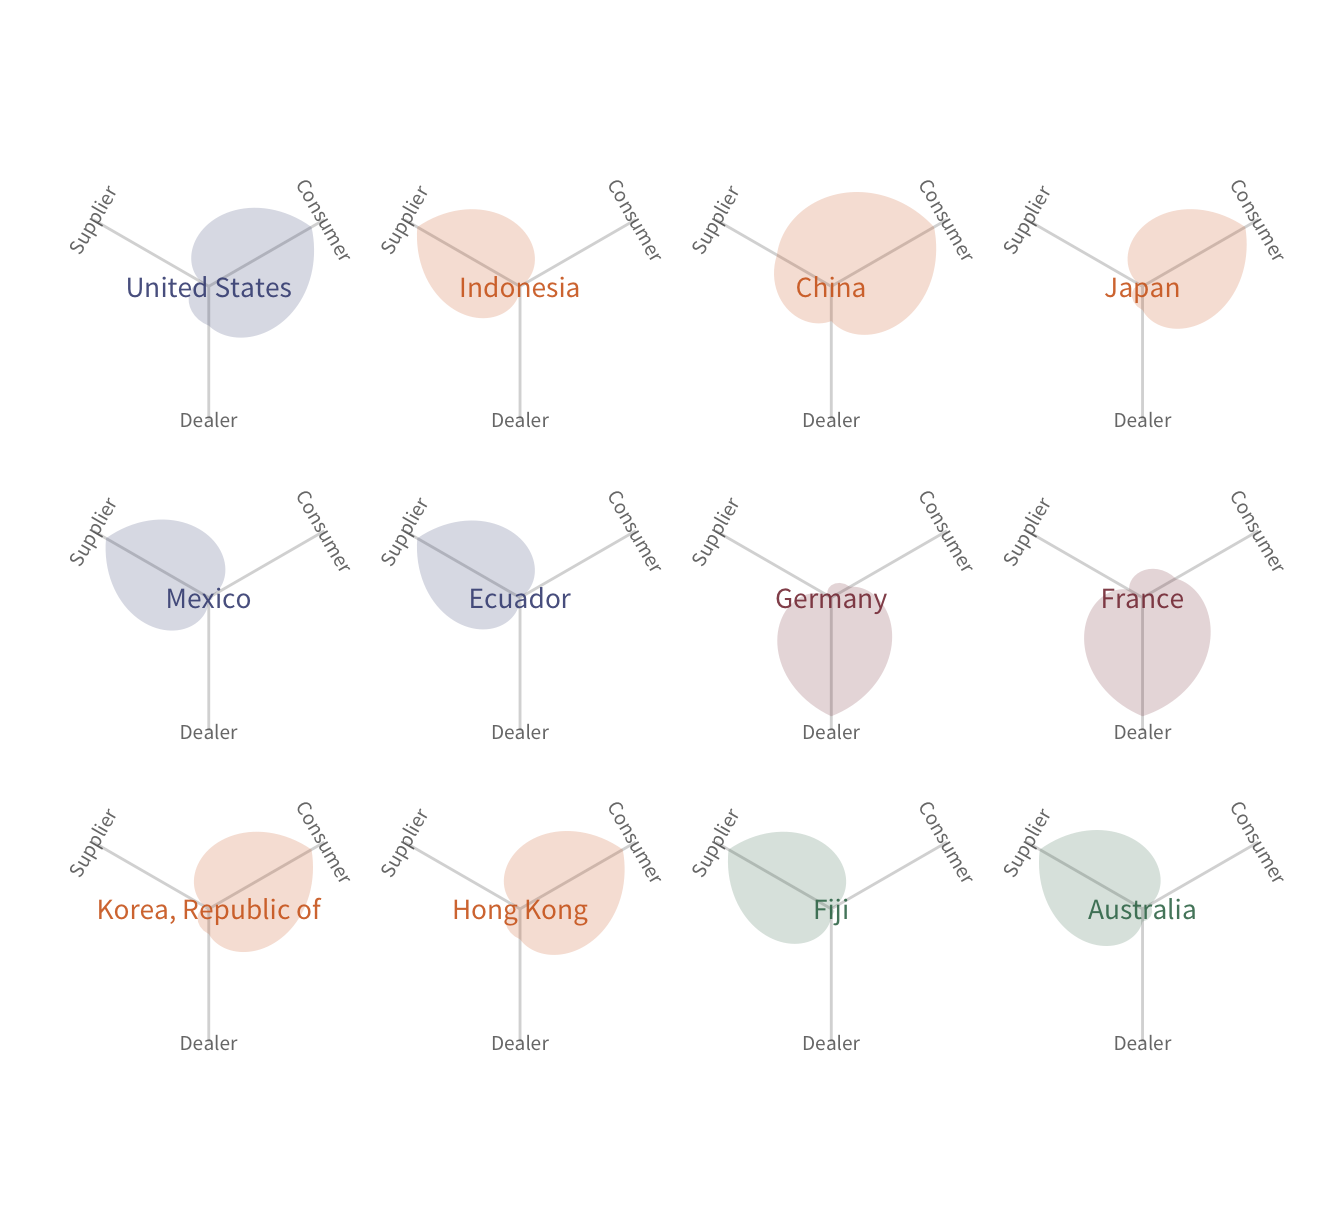 Supplier
Consumer
United States
Dealer
Supplier
Consumer
Indonesia
Dealer
Supplier
Consumer
China
Dealer
Supplier
Consumer
Japan
Dealer
Supplier
Consumer
Mexico
Dealer
Supplier
Consumer
Ecuador
Dealer
Supplier
Consumer
Germany
Dealer
Supplier
Consumer
France
Dealer
Supplier
Consumer
Korea, Republic of
Dealer
Supplier
Consumer
Hong Kong
Dealer
Supplier
Consumer
Fiji
Dealer
Supplier
Consumer
Australia
Dealer